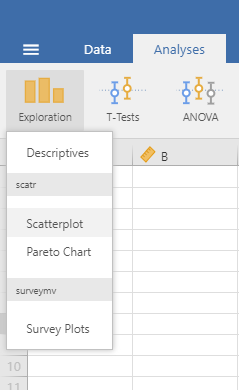 Data Analyses
Exploration T-Tests ANOVA
Descriptives
B
scatr
Scatterplot
Pareto Chart
surveymv
Survey Plots
10
11